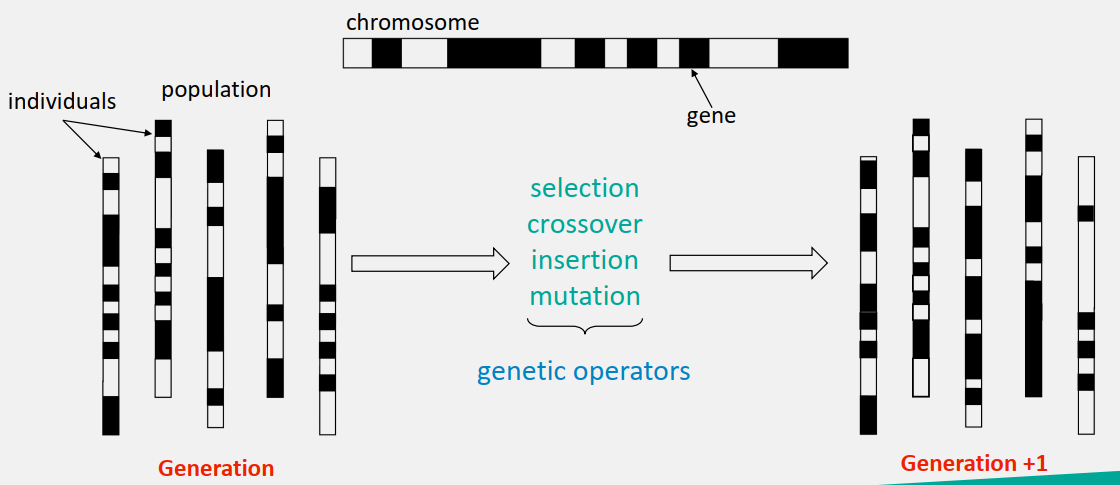 chromosome
population
individuals
gene
selection
crossover
insertion
mutation
genetic operators
Generation
Generation +1